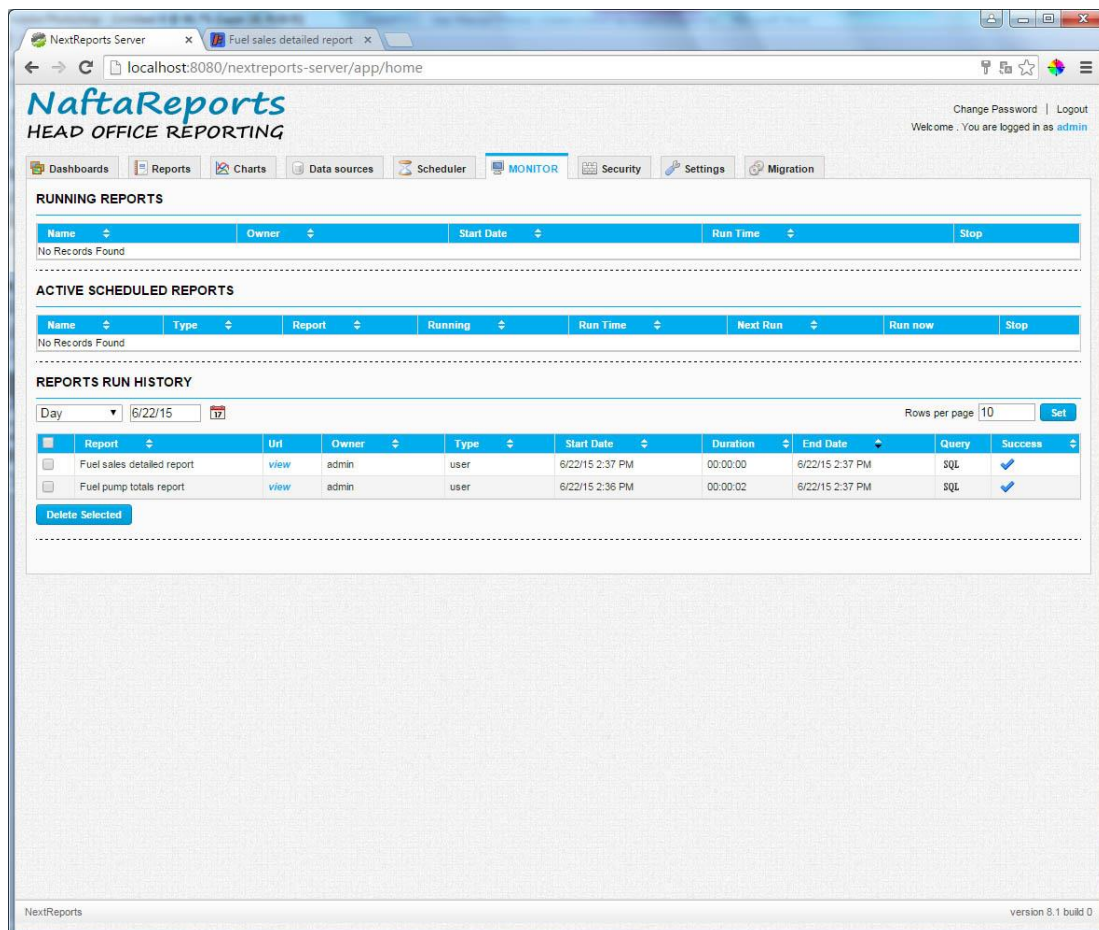 NextReports Server
Fuel sales detailed report
localhost:8080/nextreports-server/app/home
NaftaReports
HEAD OFFICE REPORTING
Change Password | Logout
Welcome . You are logged in as admin
Dashboards Reports Charts Data sources Scheduler MONITOR Security Settings Migration
RUNNING REPORTS
Name Owner Start Date Run Time Stop
No Records Found
ACTIVE SCHEDULED REPORTS
Name Type Report Running Run Time Next Run Run now Stop
No Records Found
REPORTS RUN HISTORY
Day 6/22/15 17 Rows per page 10 Set
Report Url Owner Type Start Date Duration End Date Query Success
Fuel sales detailed report view admin user 6/22/15 2:37 PM 00:00:00 6/22/15 2:37 PM SQL
Fuel pump totals report view admin user 6/22/15 2:36 PM 00:00:02 6/22/15 2:37 PM SQL
Delete Selected
NextReports version 8.1 build 0